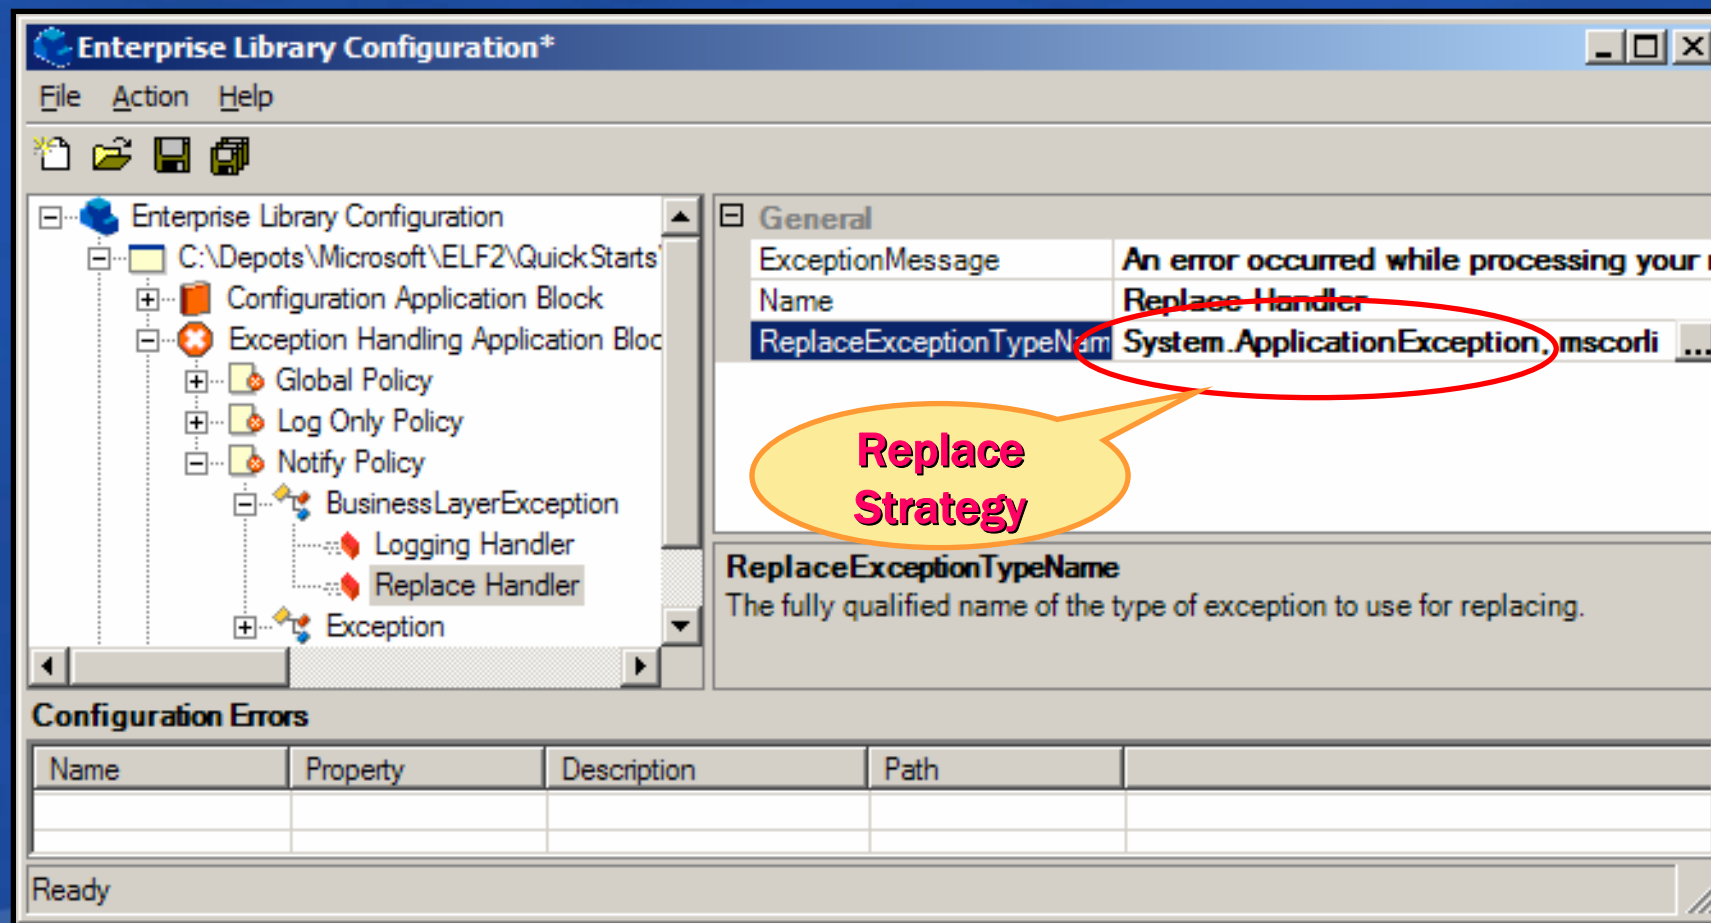 Enterprise Library Configuration*
File Action Help
Enterprise Library Configuration
C:\Depots\Microsoft\ELF2\QuickStarts
Configuration Application Block
Exception Handling Application Bloc
Global Policy
Log Only Policy
Notify Policy
BusinessLayerException
Logging Handler
Replace Handler
Exception
General
ExceptionMessage An error occurred while processing your
Name Replace Handler
ReplaceExceptionTypeNam System.ApplicationException, mscorli ...
Replace
Strategy
ReplaceExceptionTypeName
The fully qualified name of the type of exception to use for replacing.
Configuration Errors
Name Property Description Path
Ready